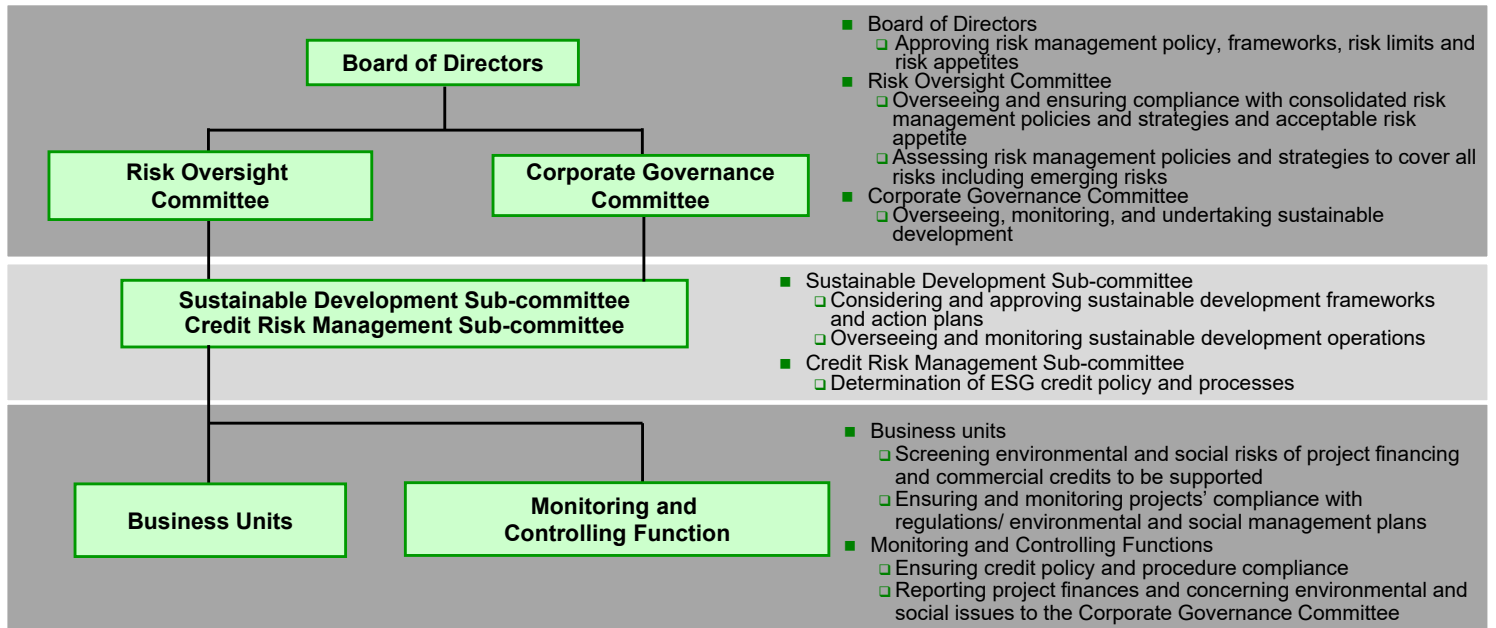 Board of Directors
Risk Oversight
Committee
Corporate Governance
Committee
■ Board of Directors
❑ Approving risk management policy, frameworks, risk limits and
risk appetites
■ Risk Oversight Committee
❑ Overseeing and ensuring compliance with consolidated risk
management policies and strategies and acceptable risk
appetite
❑ Assessing risk management policies and strategies to cover all
risks including emerging risks
■ Corporate Governance Committee
❑ Overseeing, monitoring, and undertaking sustainable
development
Sustainable Development Sub-committee
Credit Risk Management Sub-committee
■ Sustainable Development Sub-committee
❑ Considering and approving sustainable development frameworks
and action plans
❑ Overseeing and monitoring sustainable development operations
■ Credit Risk Management Sub-committee
❑ Determination of ESG credit policy and processes
Business Units
Monitoring and
Controlling Function
■ Business units
❑ Screening environmental and social risks of project financing
and commercial credits to be supported
❑ Ensuring and monitoring projects’ compliance with
regulations/ environmental and social management plans
■ Monitoring and Controlling Functions
❑ Ensuring credit policy and procedure compliance
❑ Reporting project finances and concerning environmental and
social issues to the Corporate Governance Committee